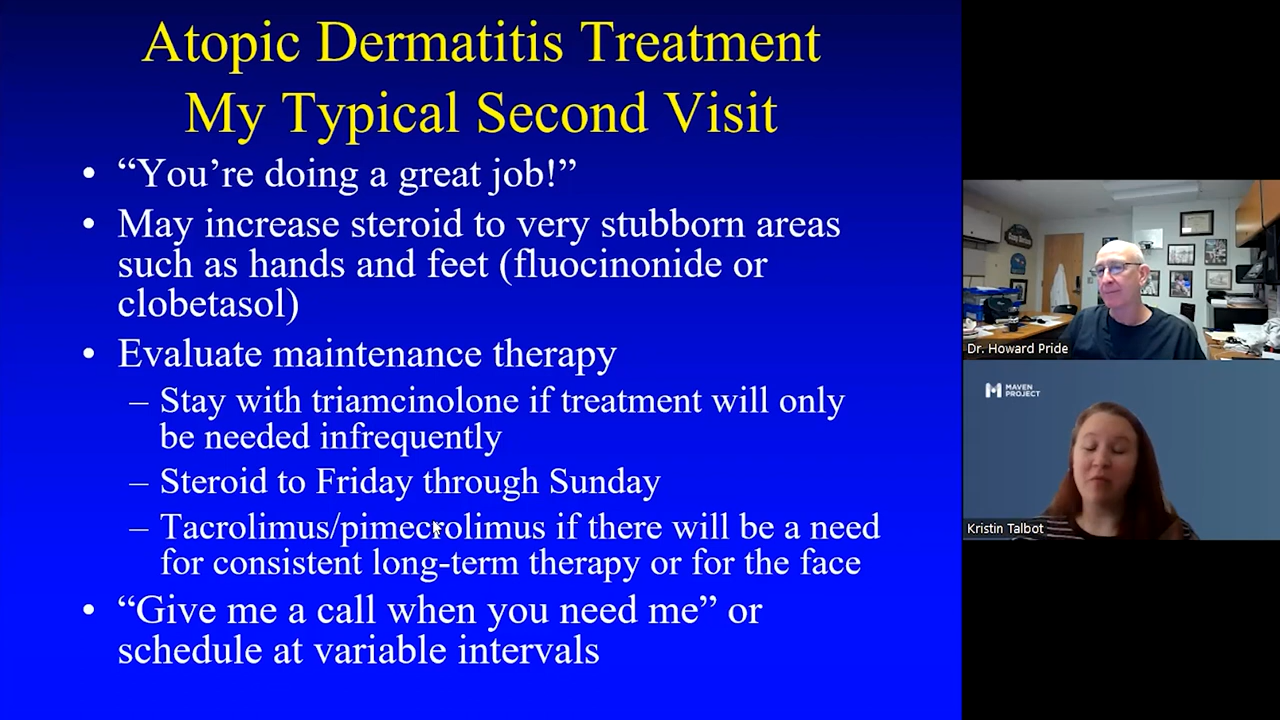 Atopic Dermatitis Treatment
My Typical Second Visit
• “You’re doing a great job!”
• May increase steroid to very stubborn areas
such as hands and feet (fluocinonide or
clobetasol)
• Evaluate maintenance therapy
– Stay with triamcinolone if treatment will only
be needed infrequently
– Steroid to Friday through Sunday
– Tacrolimus/pimecrolimus if there will be a need
for consistent long-term therapy or for the face
• “Give me a call when you need me” or
schedule at variable intervals
Dr. Howard Pride
MAVEN
PROJECT
Kristin Talbot